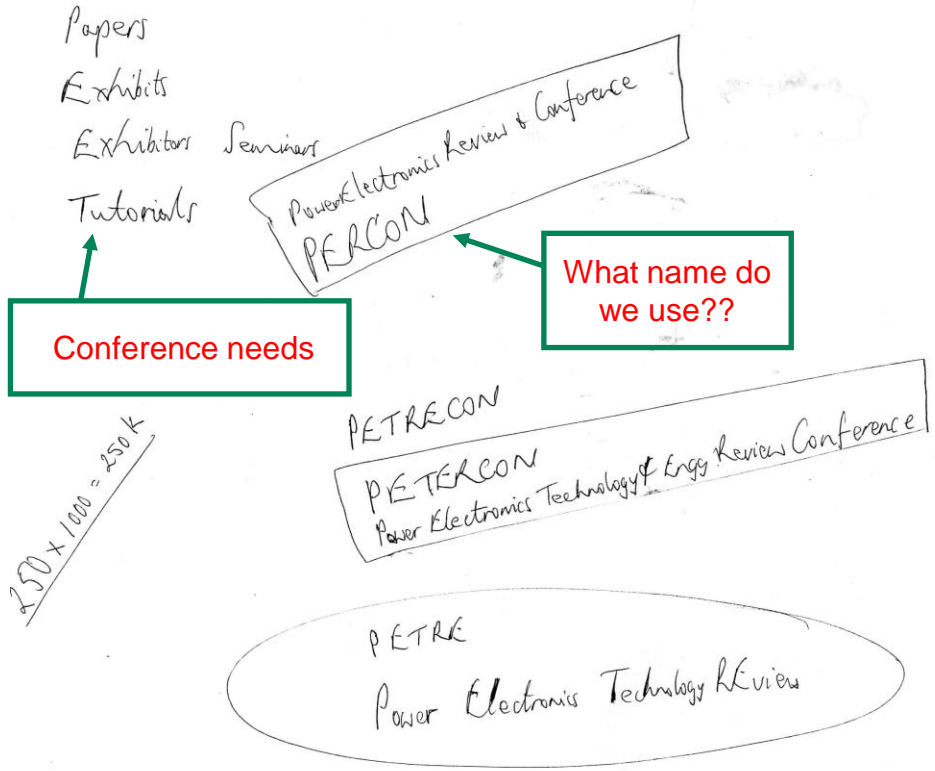 Papers
Exhibits
Exhibitors Seminars
Tutorials
Power Electronics Review & Conference
PERCON
What name do
we use??
Conference needs
250 x 1000 = 250 K
PETRECON
PETERCON
Power Electronics Technology & Engg Review Conference
PETRE
Power Electronics Technology REview